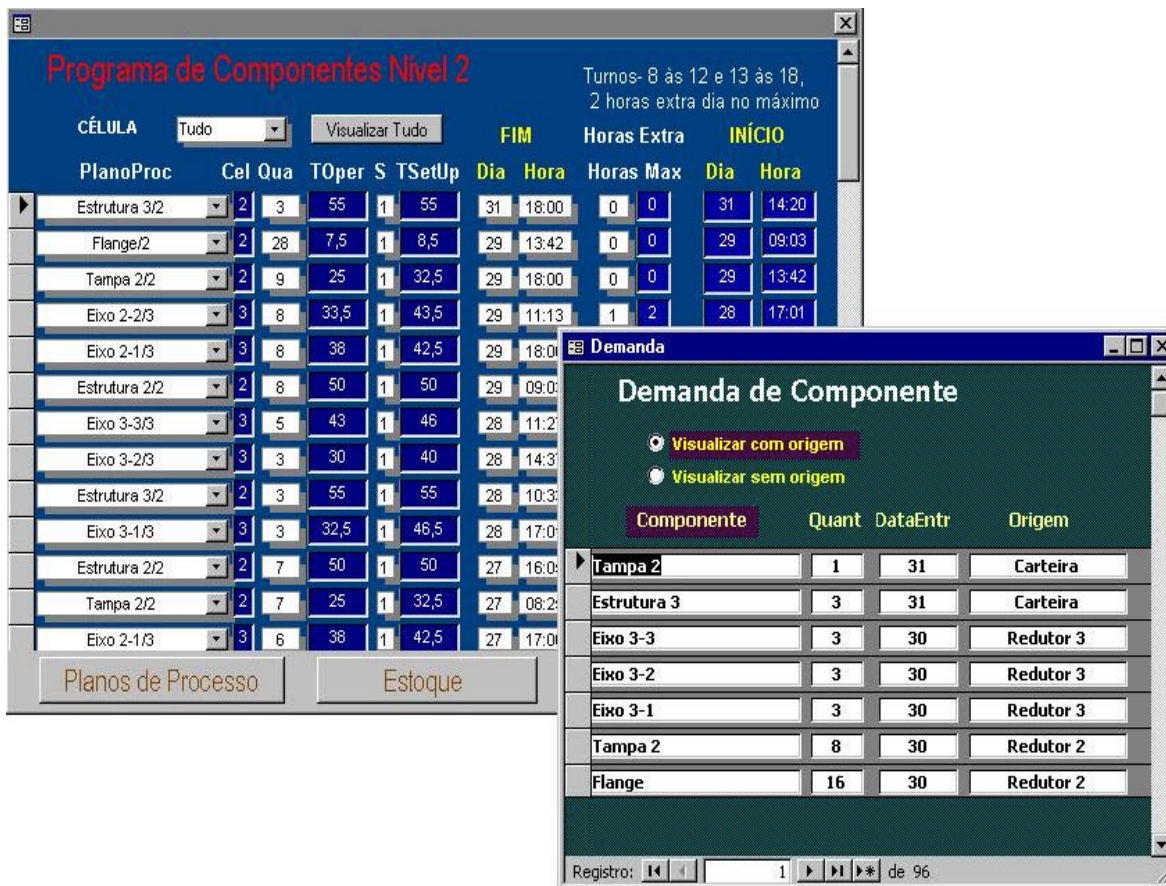 Programa de Componentes Nível 2
Turnos- 8 às 12 e 13 às 18,
2 horas extra dia no máximo
CÉLULA Tudo Visualizar Tudo FIM Horas Extra INÍCIO
PlanoProc Cel Qua TOper S TSetUp Dia Hora Horas Max Dia Hora
Estrutura 3/2 2 3 55 1 55 31 18:00 0 0 31 14:20
Flange/2 2 28 7,5 1 8,5 29 13:42 0 0 29 09:03
Tampa 2/2 2 9 25 1 32,5 29 18:00 0 0 29 13:42
Eixo 2-2/3 3 8 33,5 1 43,5 29 11:13 1 2 28 17:01
Eixo 2-1/3 3 8 38 1 42,5 29
Estrutura 2/2 2 8 50 1 50 29
Eixo 3-3/3 3 5 43 1 46 28
Eixo 3-2/3 3 3 30 1 40 28
Estrutura 3/2 2 3 55 1 55 28
Eixo 3-1/3 3 3 32,5 1 46,5 28
Estrutura 2/2 2 7 50 1 50 27
Tampa 2/2 2 7 25 1 32,5 27
Eixo 2-1/3 3 6 38 1 42,5 27
Planos de Processo Estoque
Demanda
Demanda de Componente
Visualizar com origem
Visualizar sem origem
Componente Quant DataEntr Origem
Tampa 2 1 31 Carteira
Estrutura 3 3 31 Carteira
Eixo 3-3 3 30 Redutor 3
Eixo 3-2 3 30 Redutor 3
Eixo 3-1 3 30 Redutor 3
Tampa 2 8 30 Redutor 2
Flange 16 30 Redutor 2
Registro: 1 de 96